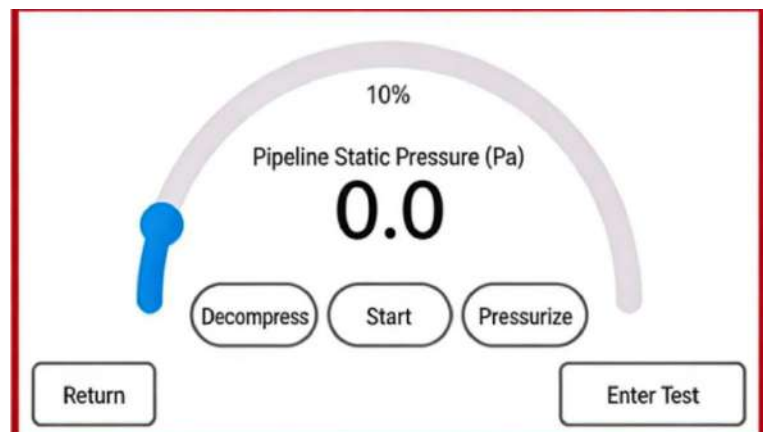 10%
Pipeline Static Pressure (Pa)
0.0
Decompress Start Pressurize
Return Enter Test